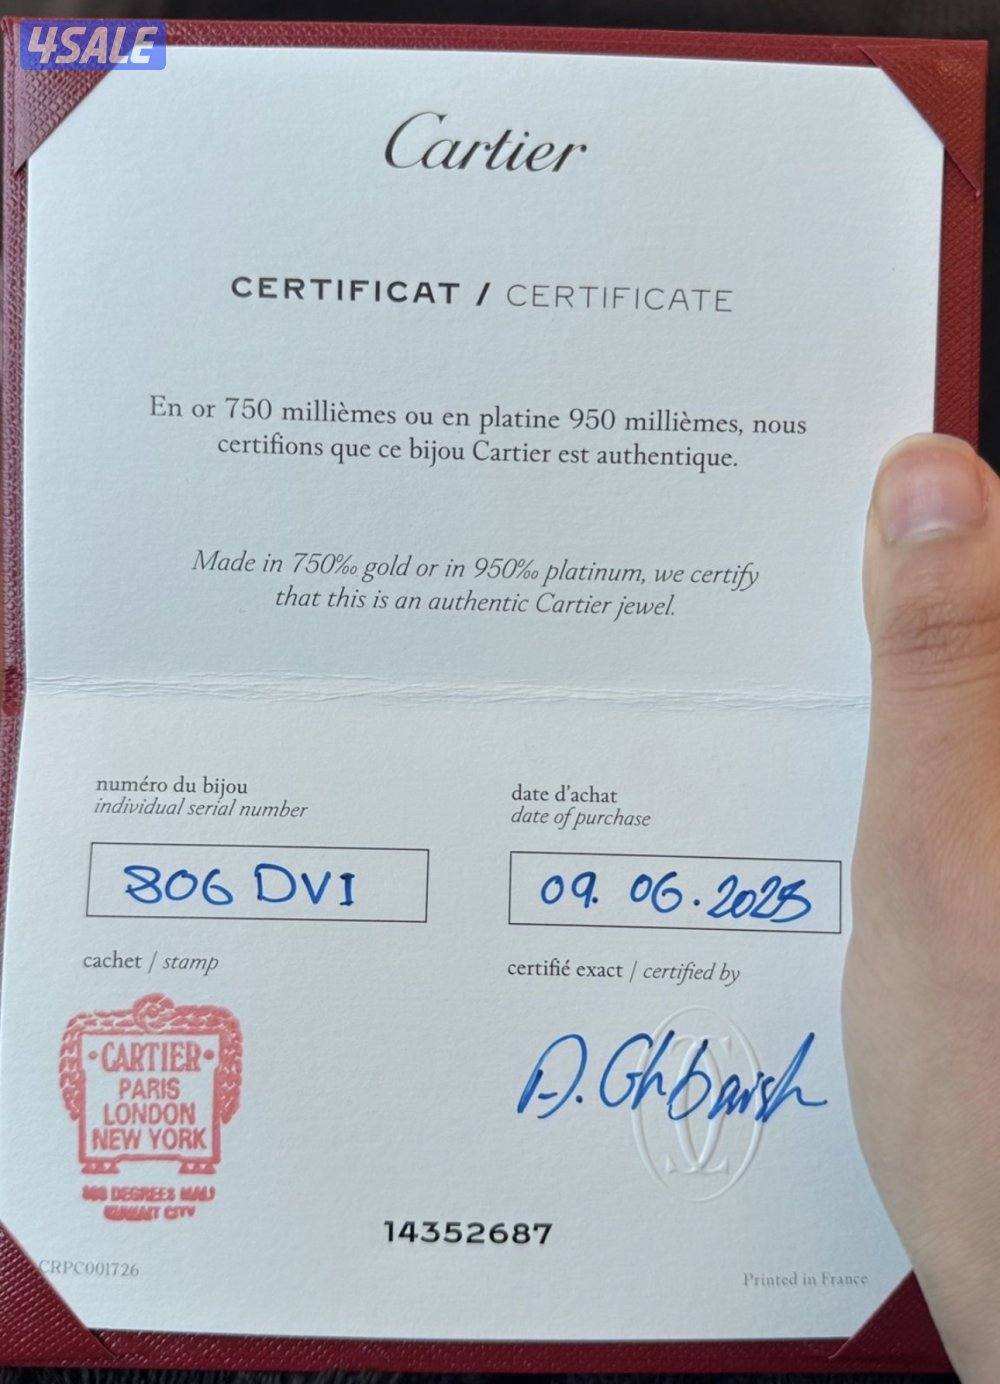 4SALE
Cartier
CERTIFICAT / CERTIFICATE
En or 750 millièmes ou en platine 950 millièmes, nous
certifions que ce bijou Cartier est authentique.
Made in 750‰ gold or in 950‰ platinum, we certify
that this is an authentic Cartier jewel.
numéro du bijou
individual serial number
806 DVI
date d'achat
date of purchase
09. 06. 2025
cachet / stamp
·CARTIER·
PARIS
LONDON
NEW YORK
DEGREES MALL
KUWAIT CITY
certifié exact / certified by
14352687
CRPC001726
Printed in France